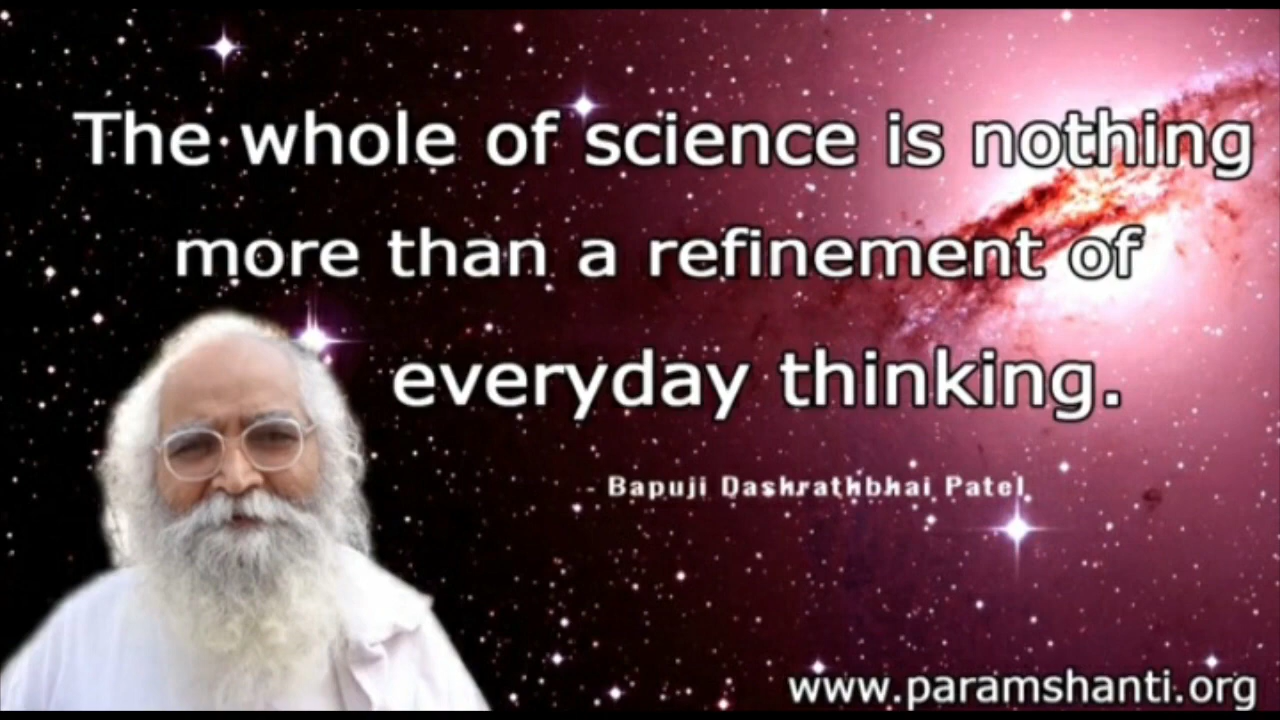 The whole of science is nothing
more than a refinement of
everyday thinking.
- Bapuji Dashrathbhai Patel
www.paramshanti.org